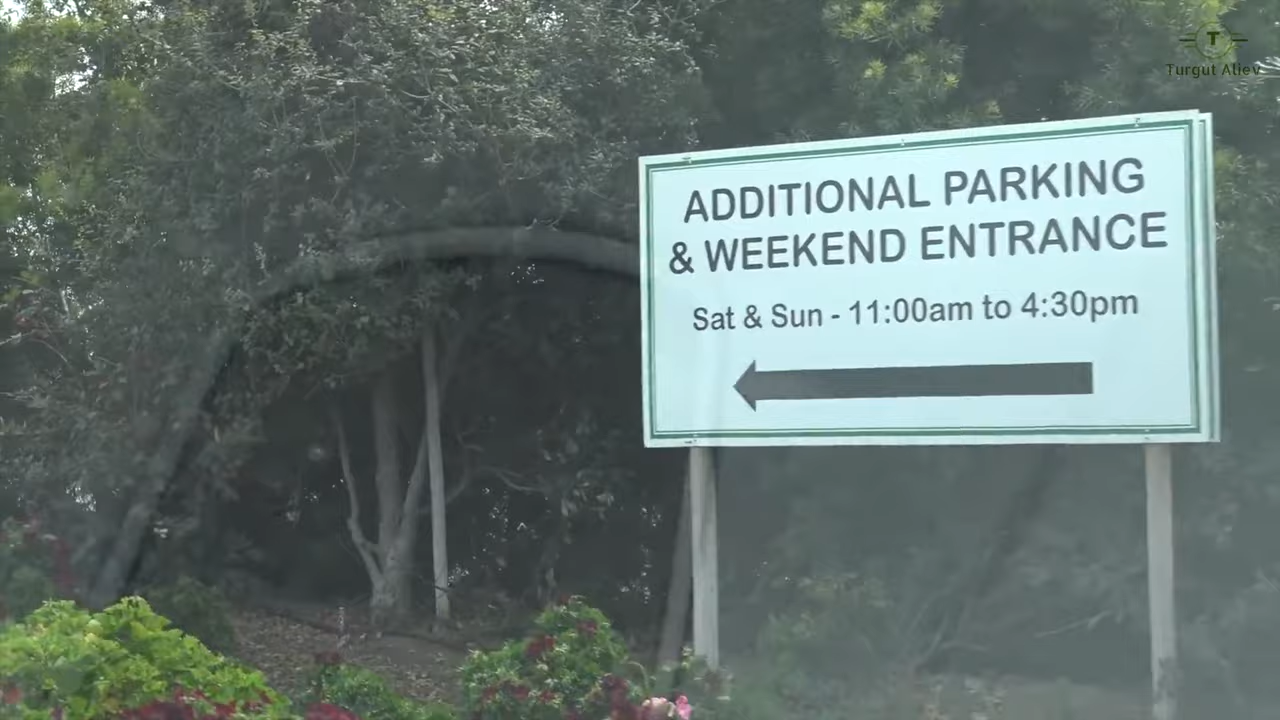 T
Turgut Aliev
ADDITIONAL PARKING
& WEEKEND ENTRANCE
Sat & Sun - 11:00am to 4:30pm